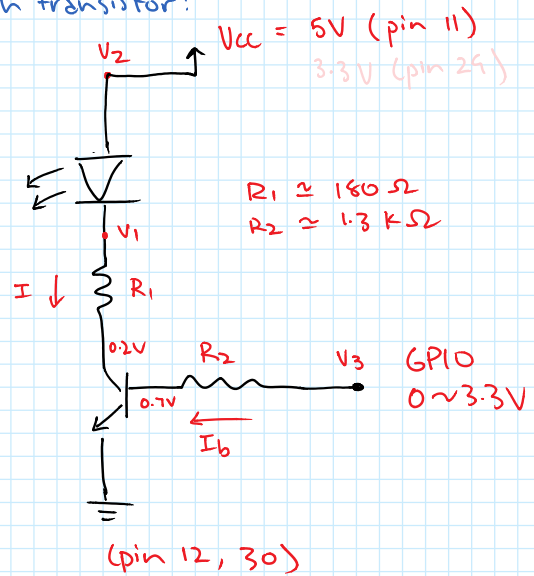 n transistor:
V2
Vcc = 5V (pin 11)
3.3V (pin 29)
R1 ≃ 180 Ω
R2 ≃ 1.3 kΩ
V1
I ↓
R1
0.2V
R2
V3
GPIO
0~3.3V
0.7V
Ib
(pin 12, 30)